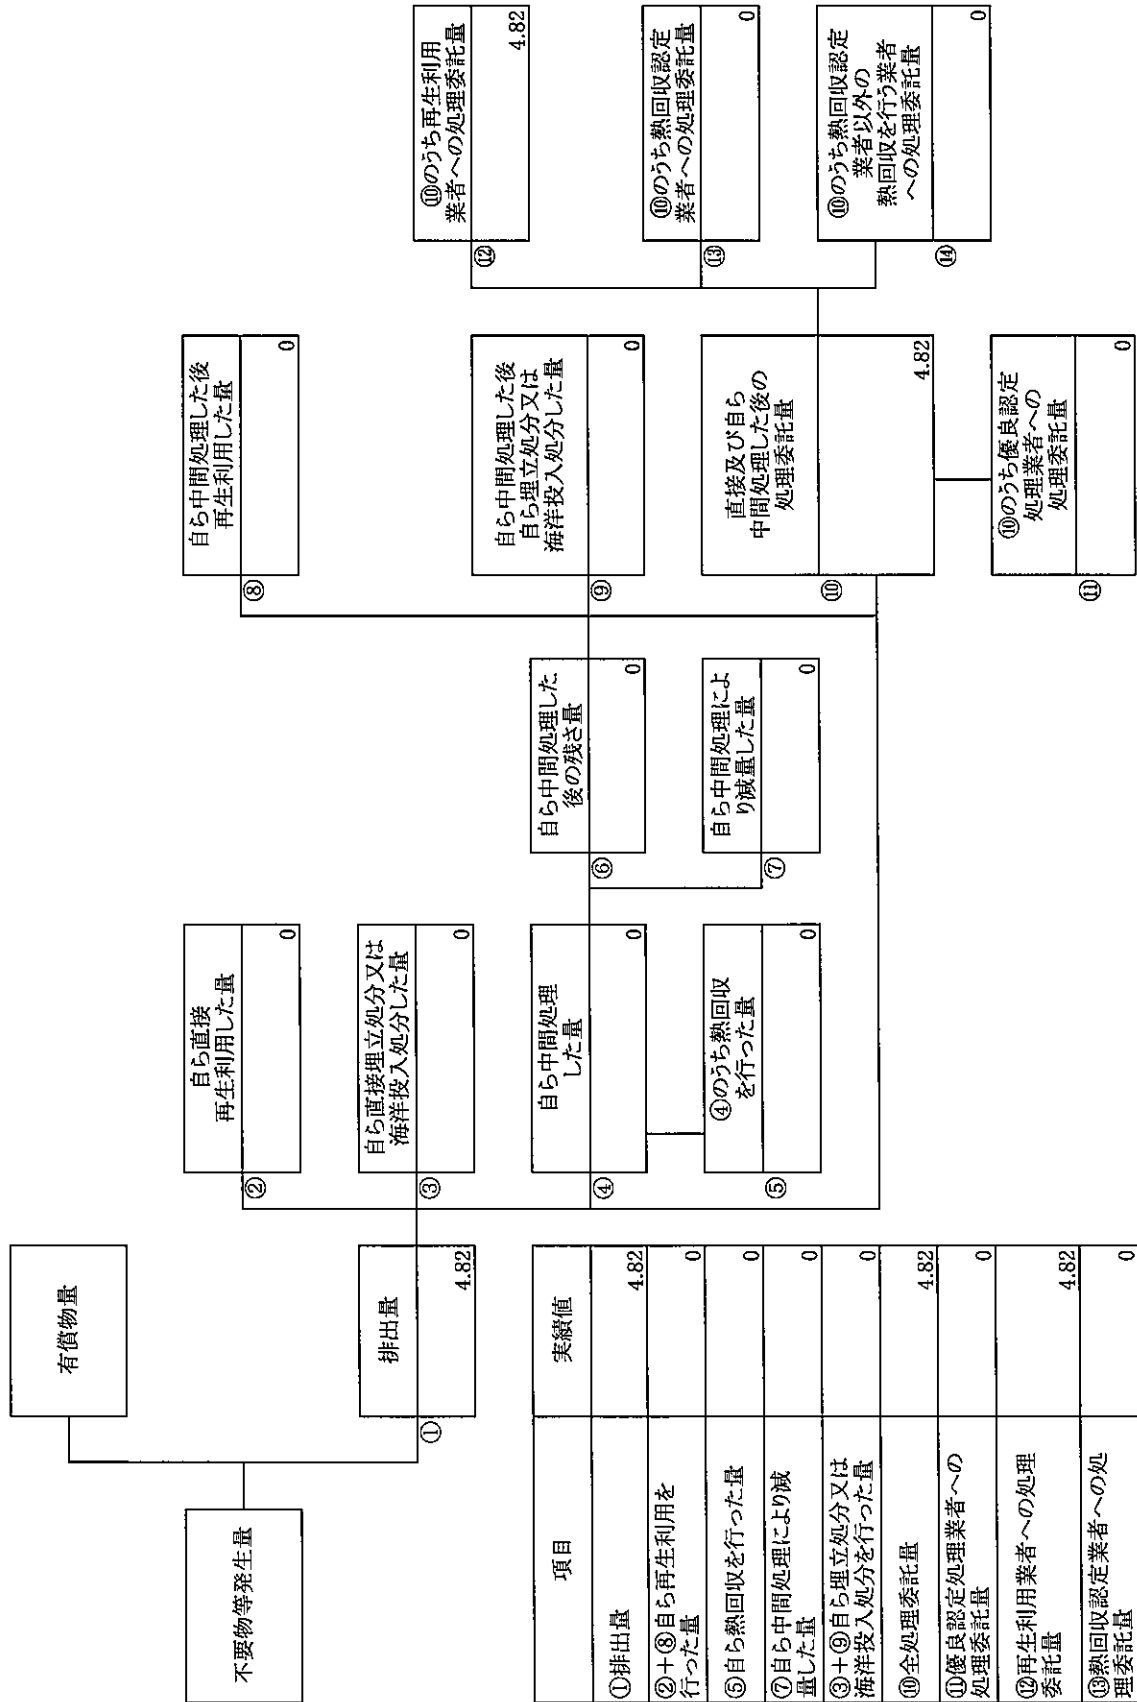 不要物等発生量
有償物量
排出量
①
4.82
自ら直接
再生利用した量
②
0
自ら直接埋立処分又は
海洋投入処分した量
③
0
自ら中間処理
した量
④
0
④のうち熱回収
を行った量
⑤
0
自ら中間処理した
後の残さ量
⑥
0
自ら中間処理によ
り減量した量
⑦
0
自ら中間処理した後
再生利用した量
⑧
0
自ら中間処理した後
自ら埋立処分又は
海洋投入処分した量
⑨
0
直接及び自ら
中間処理した後の
処理委託量
⑩
4.82
⑩のうち優良認定
処理業者への
処理委託量
⑪
0
⑩のうち再生利用
業者への処理委託量
⑫
4.82
⑩のうち熱回収認定
業者への処理委託量
⑬
0
⑩のうち熱回収認定
業者以外の
熱回収を行う業者
への処理委託量
⑭
0
項目 実績値
①排出量 4.82
②+⑧自ら再生利用を
行った量 0
⑤自ら熱回収を行った量 0
⑦自ら中間処理により減
量した量 0
③+⑨自ら埋立処分又は
海洋投入処分を行った量 0
⑩全処理委託量 4.82
⑪優良認定処理業者への
処理委託量 0
⑫再生利用業者への処理
委託量 4.82
⑬熱回収認定業者への処
理委託量 0